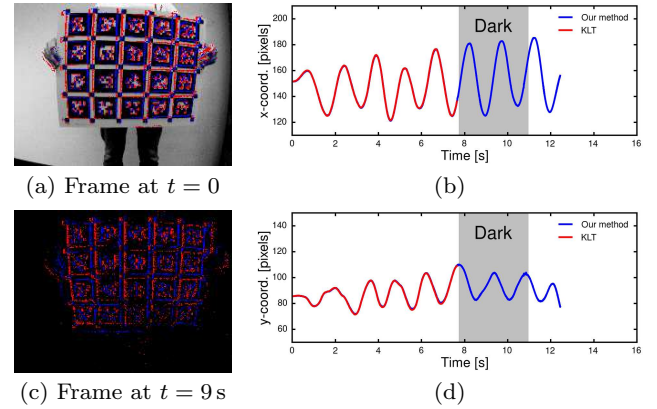 (a) Frame at t = 0
200
180
160
140
120
x-coord. [pixels]
Dark
Our method
KLT
0 2 4 6 8 10 12 14 16
Time [s]
(b)
(c) Frame at t = 9 s
140
120
100
80
60
y-coord. [pixels]
Dark
Our method
KLT
0 2 4 6 8 10 12 14 16
Time [s]
(d)